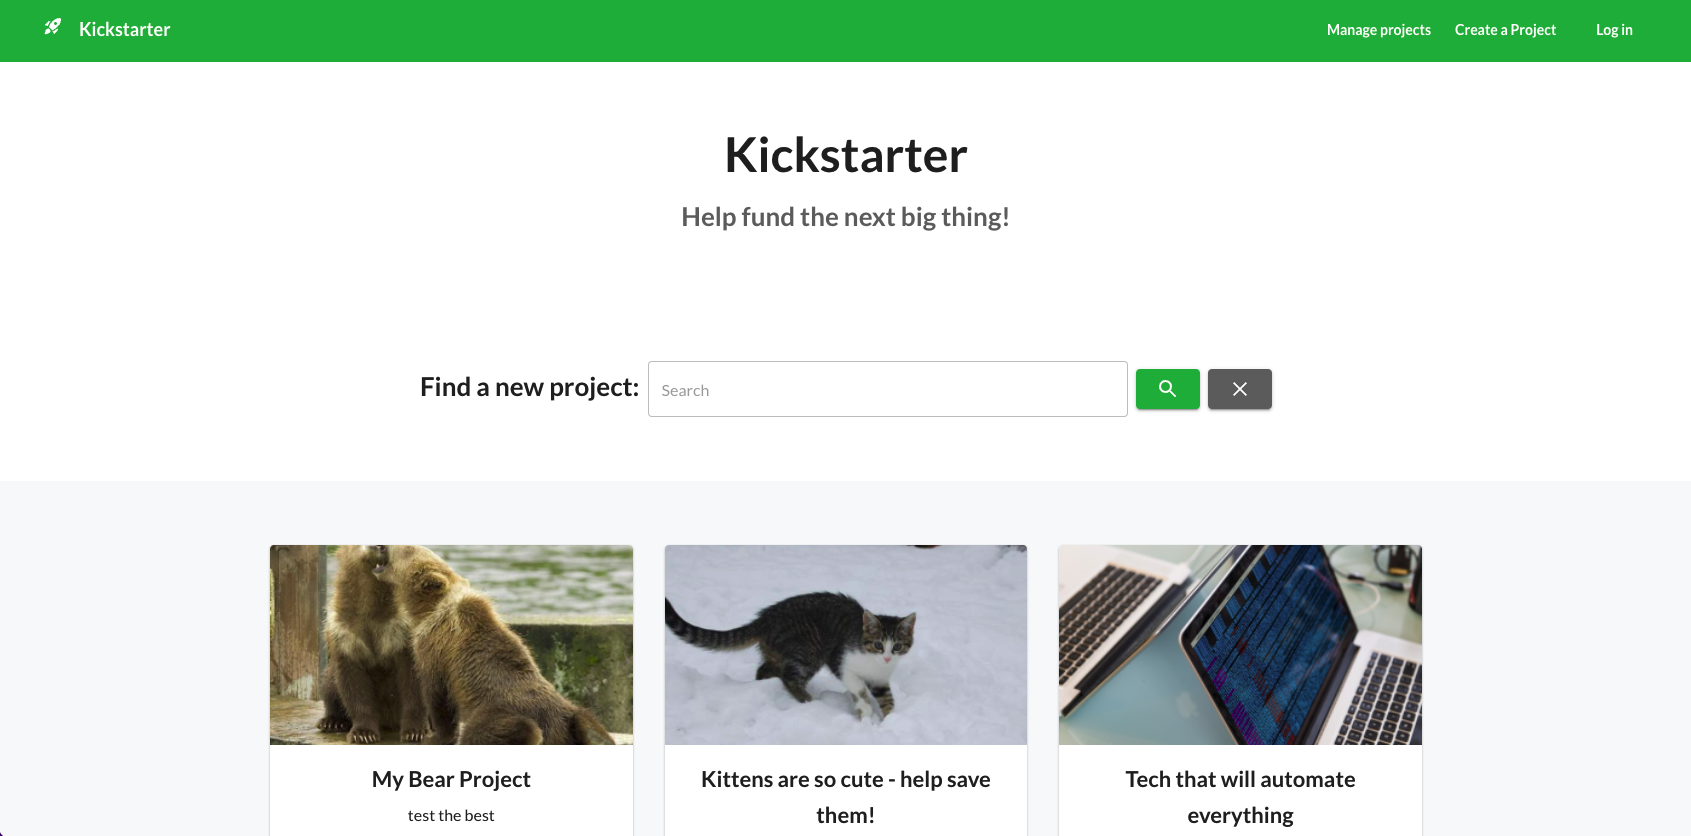 Kickstarter
Manage projects
Create a Project
Log in
Kickstarter
Help fund the next big thing!
Find a new project:
Search
My Bear Project
test the best
Kittens are so cute - help save
them!
Tech that will automate
everything